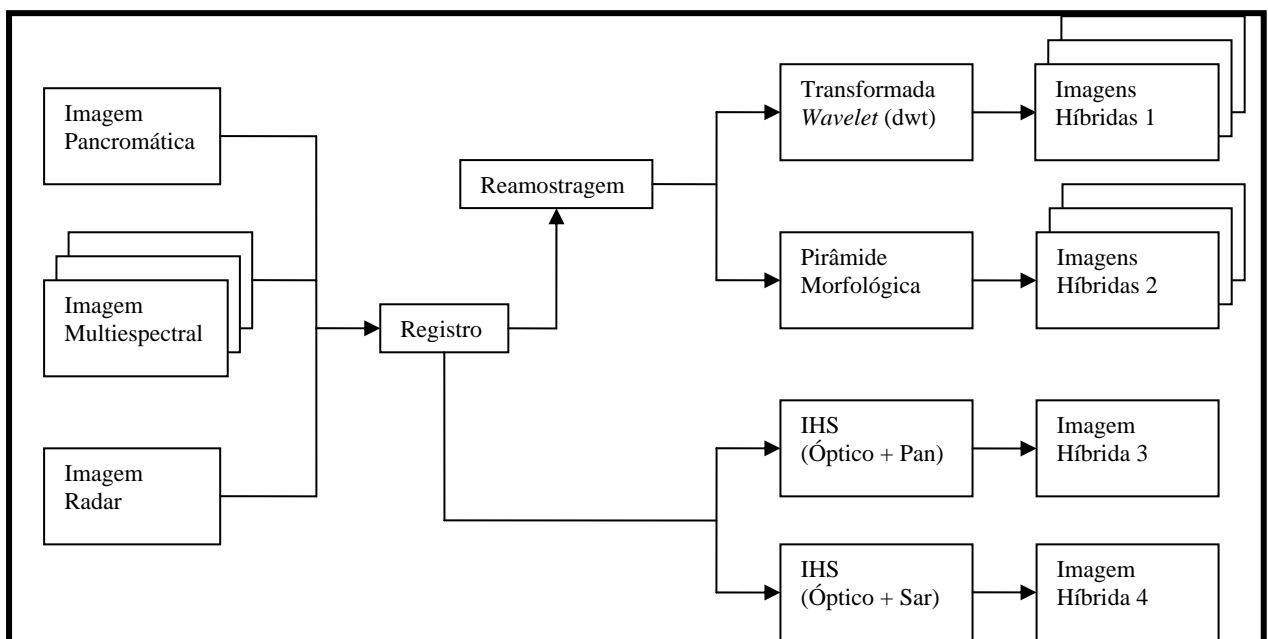 Imagem
Pancromática
Imagem
Multiespectral
Imagem
Radar
Registro
Reamostragem
Transformada
Wavelet (dwt)
Imagens
Híbridas 1
Pirâmide
Morfológica
Imagens
Híbridas 2
IHS
(Óptico + Pan)
Imagem
Híbrida 3
IHS
(Óptico + Sar)
Imagem
Híbrida 4